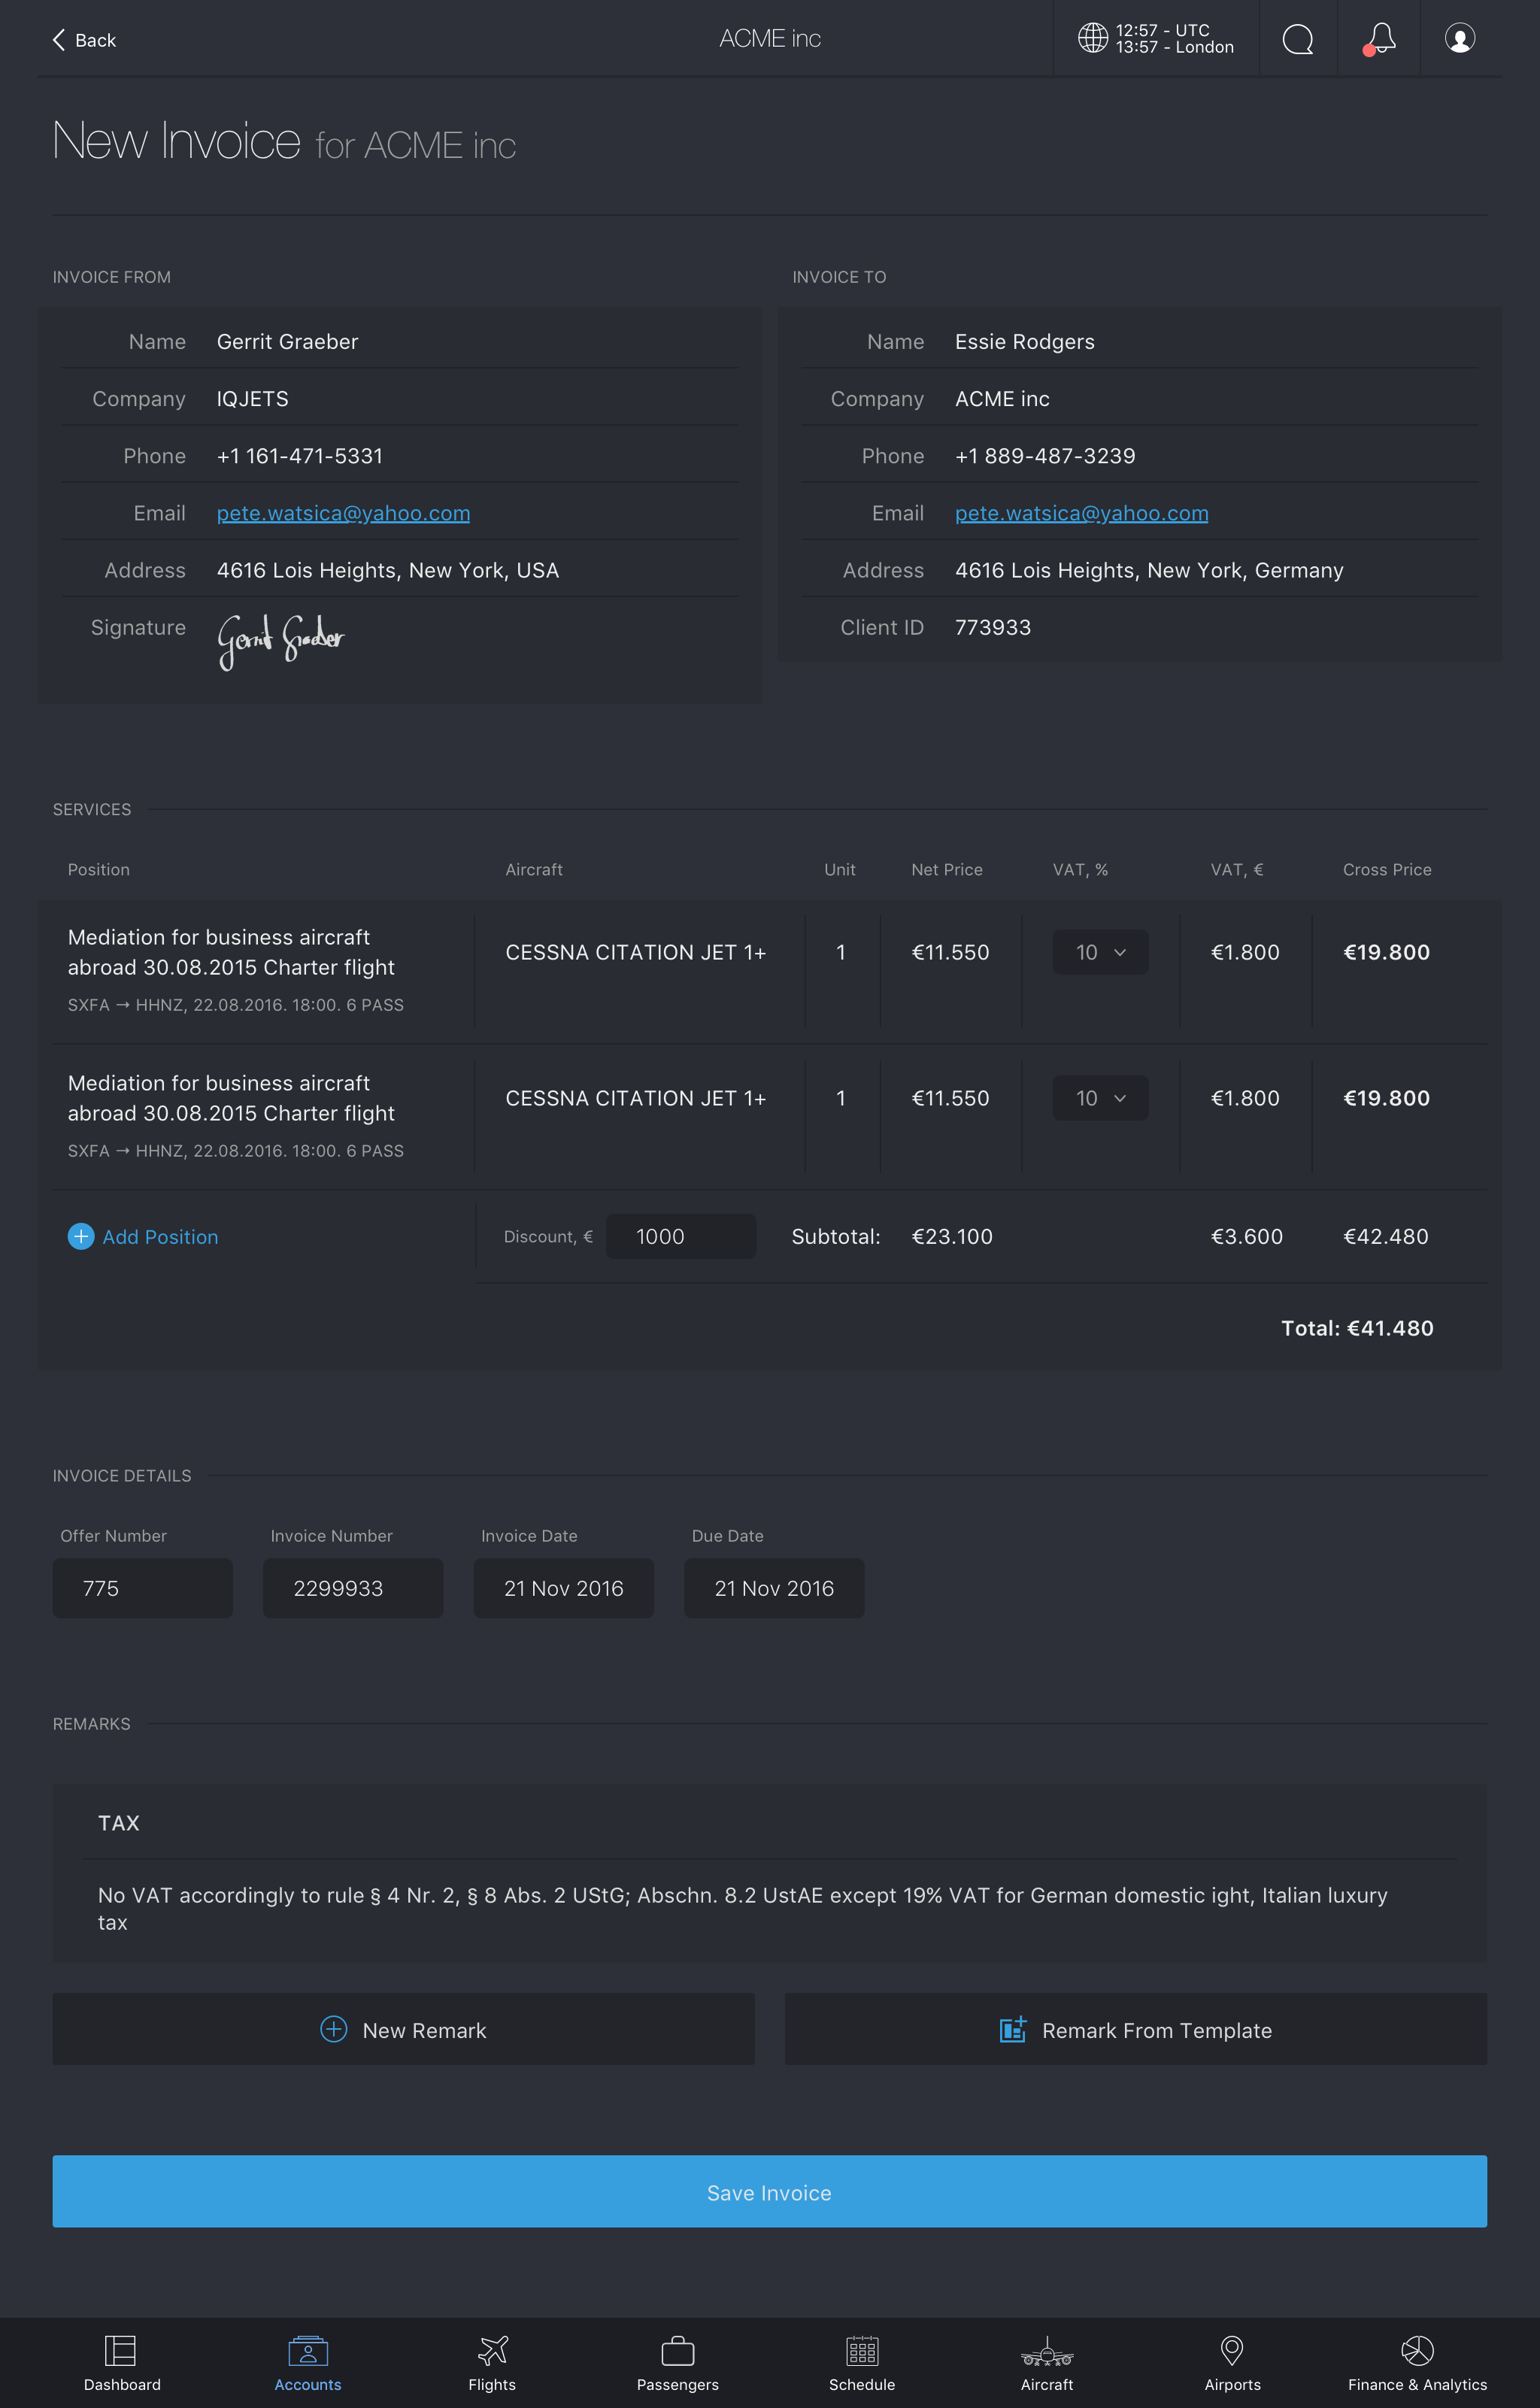 Back
ACME inc
12:57 - UTC
13:57 - London
New Invoice for ACME inc
INVOICE FROM
Name Gerrit Graeber
Company IQJETS
Phone +1 161-471-5331
Email pete.watsica@yahoo.com
Address 4616 Lois Heights, New York, USA
Signature Gerrit Graeber
INVOICE TO
Name Essie Rodgers
Company ACME inc
Phone +1 889-487-3239
Email pete.watsica@yahoo.com
Address 4616 Lois Heights, New York, Germany
Client ID 773933
SERVICES
Position Aircraft Unit Net Price VAT, % VAT, € Cross Price
Mediation for business aircraft
abroad 30.08.2015 Charter flight
SXFA → HHNZ, 22.08.2016. 18:00. 6 PASS
CESSNA CITATION JET 1+ 1 €11.550 10 €1.800 €19.800
Mediation for business aircraft
abroad 30.08.2015 Charter flight
SXFA → HHNZ, 22.08.2016. 18:00. 6 PASS
CESSNA CITATION JET 1+ 1 €11.550 10 €1.800 €19.800
Add Position Discount, € 1000 Subtotal: €23.100 €3.600 €42.480
Total: €41.480
INVOICE DETAILS
Offer Number Invoice Number Invoice Date Due Date
775 2299933 21 Nov 2016 21 Nov 2016
REMARKS
TAX
No VAT accordingly to rule § 4 Nr. 2, § 8 Abs. 2 UStG; Abschn. 8.2 UstAE except 19% VAT for German domestic ight, Italian luxury
tax
New Remark Remark From Template
Save Invoice
Dashboard Accounts Flights Passengers Schedule Aircraft Airports Finance & Analytics